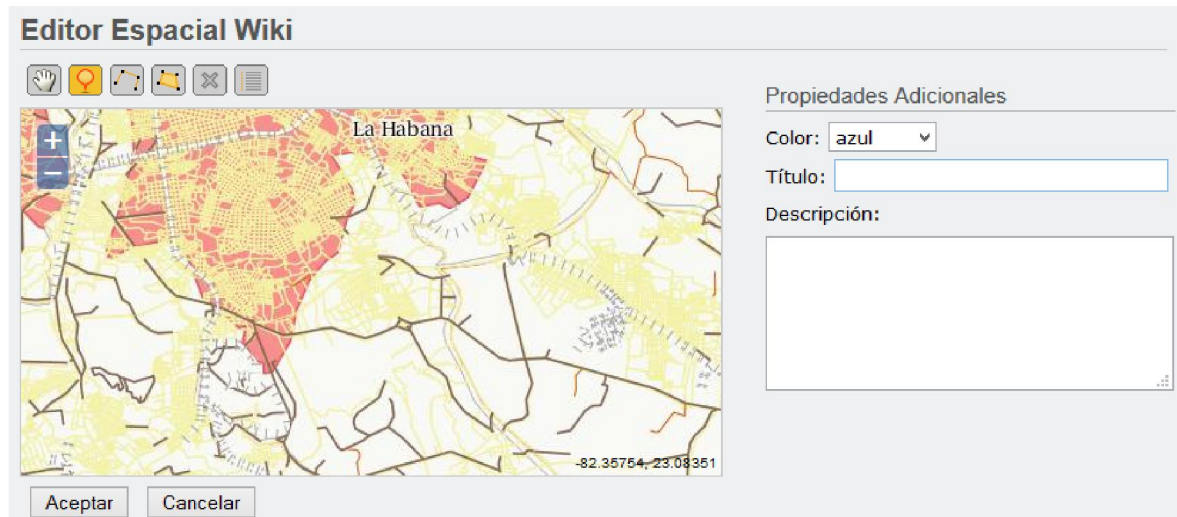 Editor Espacial Wiki
Propiedades Adicionales
La Habana
Color: azul
Título:
Descripción:
-82.35754, 23.08351
Aceptar Cancelar